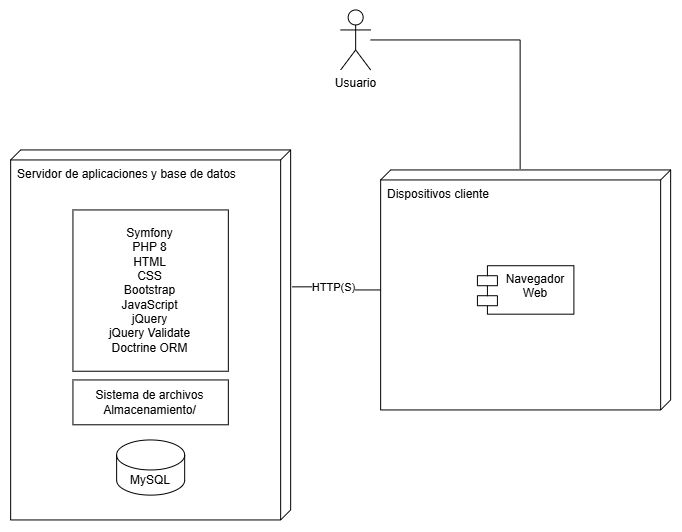 Usuario
Servidor de aplicaciones y base de datos
Symfony
PHP 8
HTML
CSS
Bootstrap
JavaScript
jQuery
jQuery Validate
Doctrine ORM
Sistema de archivos
Almacenamiento/
MySQL
HTTP(S)
Dispositivos cliente
Navegador
Web